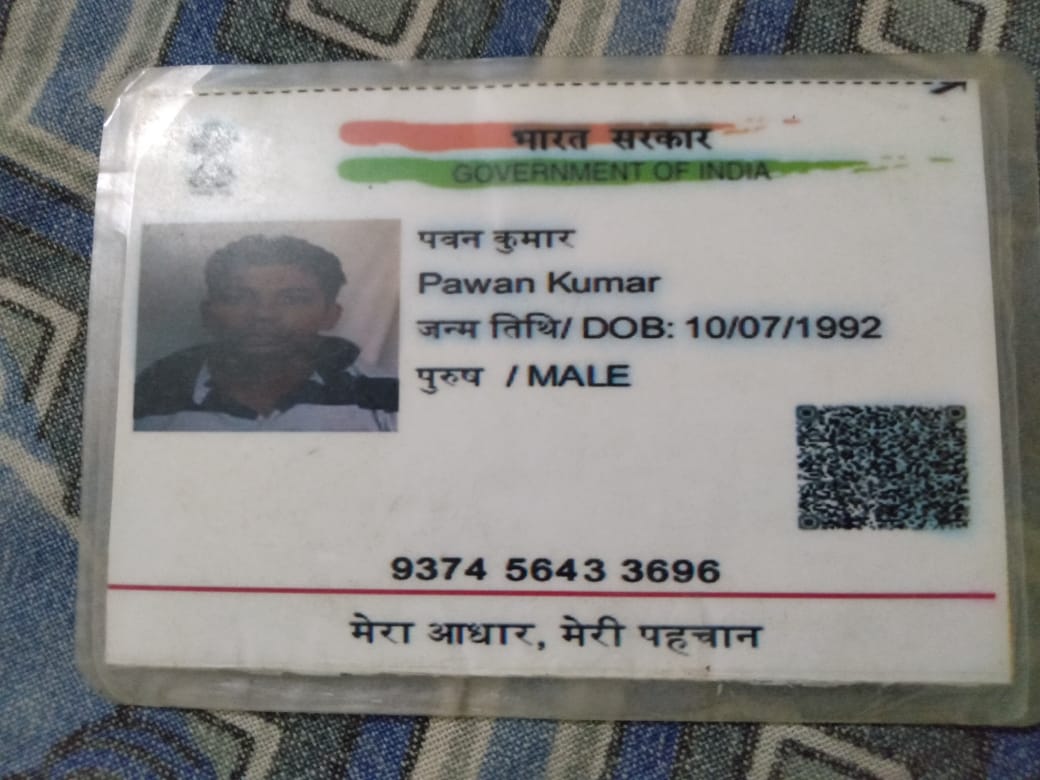 भारत सरकार
GOVERNMENT OF INDIA
पवन कुमार
Pawan Kumar
जन्म तिथि/ DOB: 10/07/1992
पुरुष / MALE
9374 5643 3696
मेरा आधार, मेरी पहचान